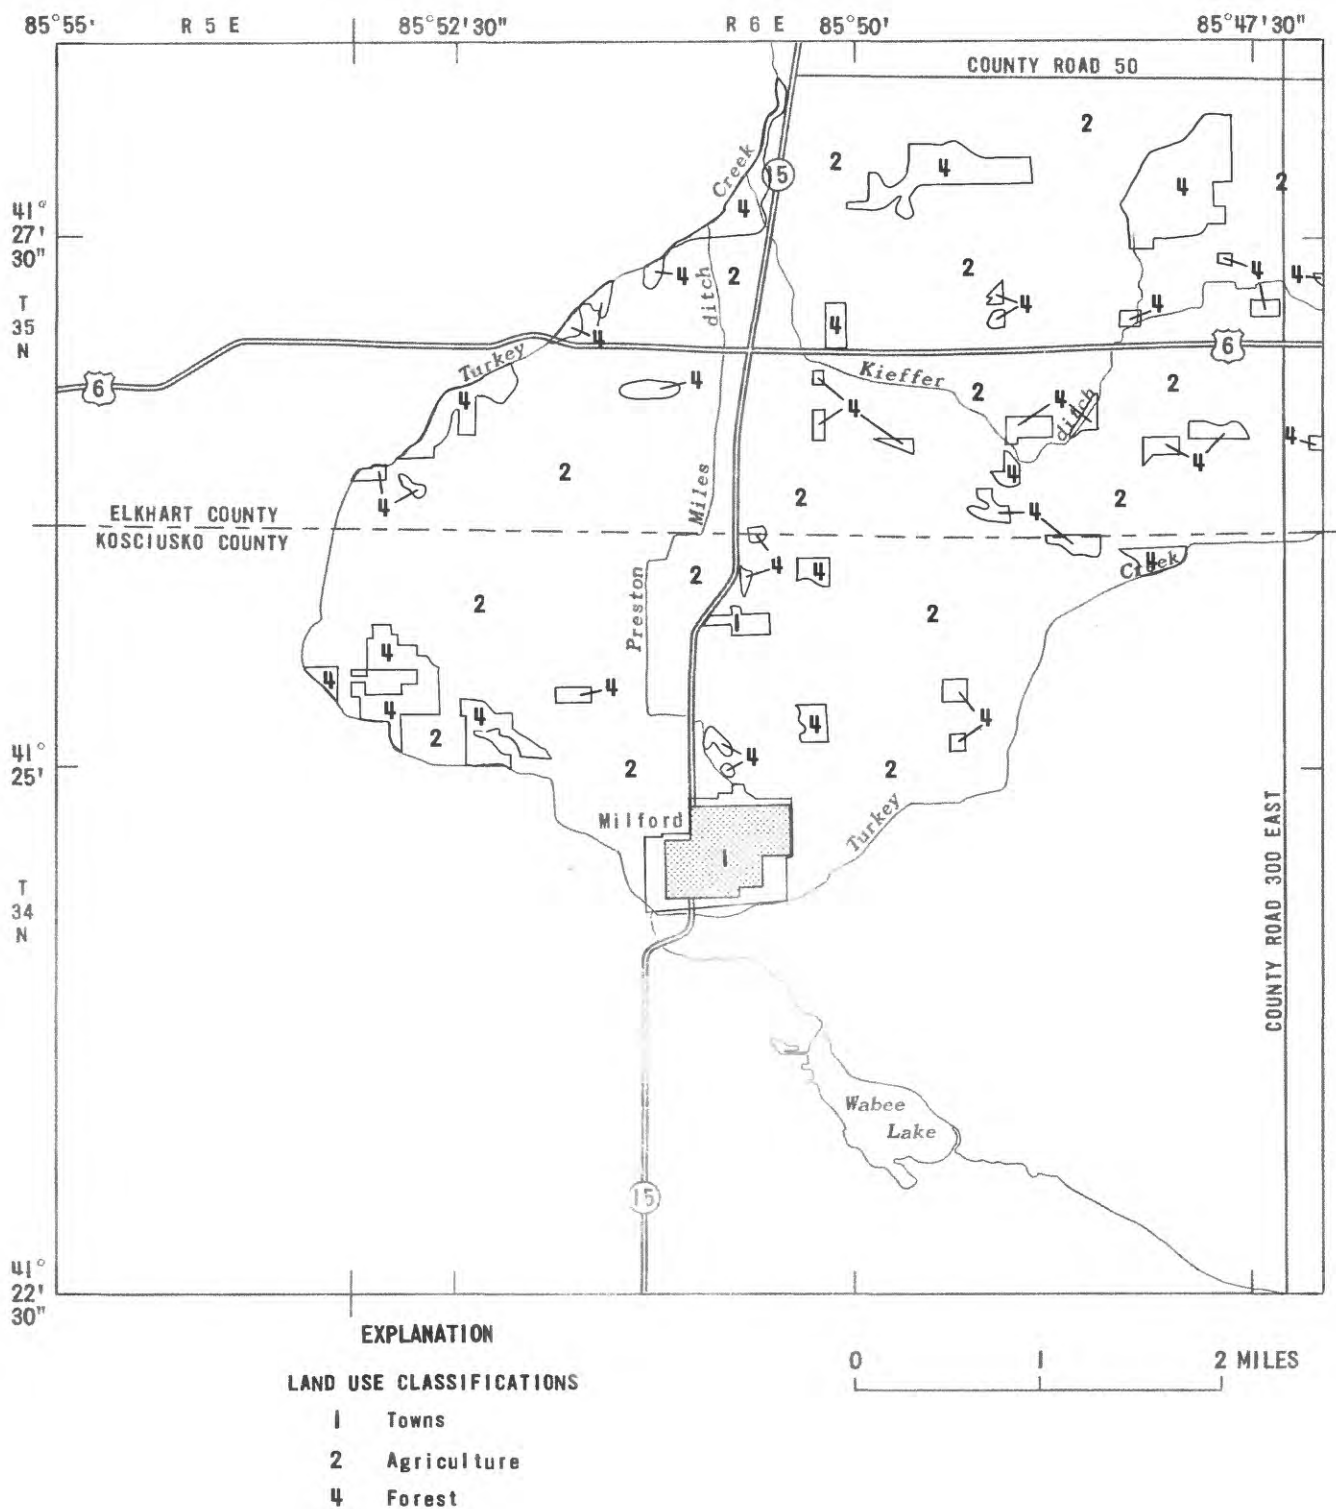 85°55' R 5 E 85°52'30" R 6 E 85°50' 85°47'30"
COUNTY ROAD 50
2
2
4
15
Creek
4
2
4
41°
27'
30"
4
2
4
4
4
ditch
2
4
4
T
35
N
4
4
4
6
Turkey
6
Kieffer
4
4
2
2
4
4
ditch
4
4
2
Miles
4
4
4
2
2
4
ELKHART COUNTY
KOSCIUSKO COUNTY
4
4
4
Creek
2
Preston
2
1
2
4
4
4
4
4
4
4
2
4
4
41°
25'
2
2
Milford
1
Turkey
COUNTY ROAD 300 EAST
T
34
N
Wabee
Lake
15
41°
22'
30"
EXPLANATION
0 1 2 MILES
LAND USE CLASSIFICATIONS
1 Towns
2 Agriculture
4 Forest